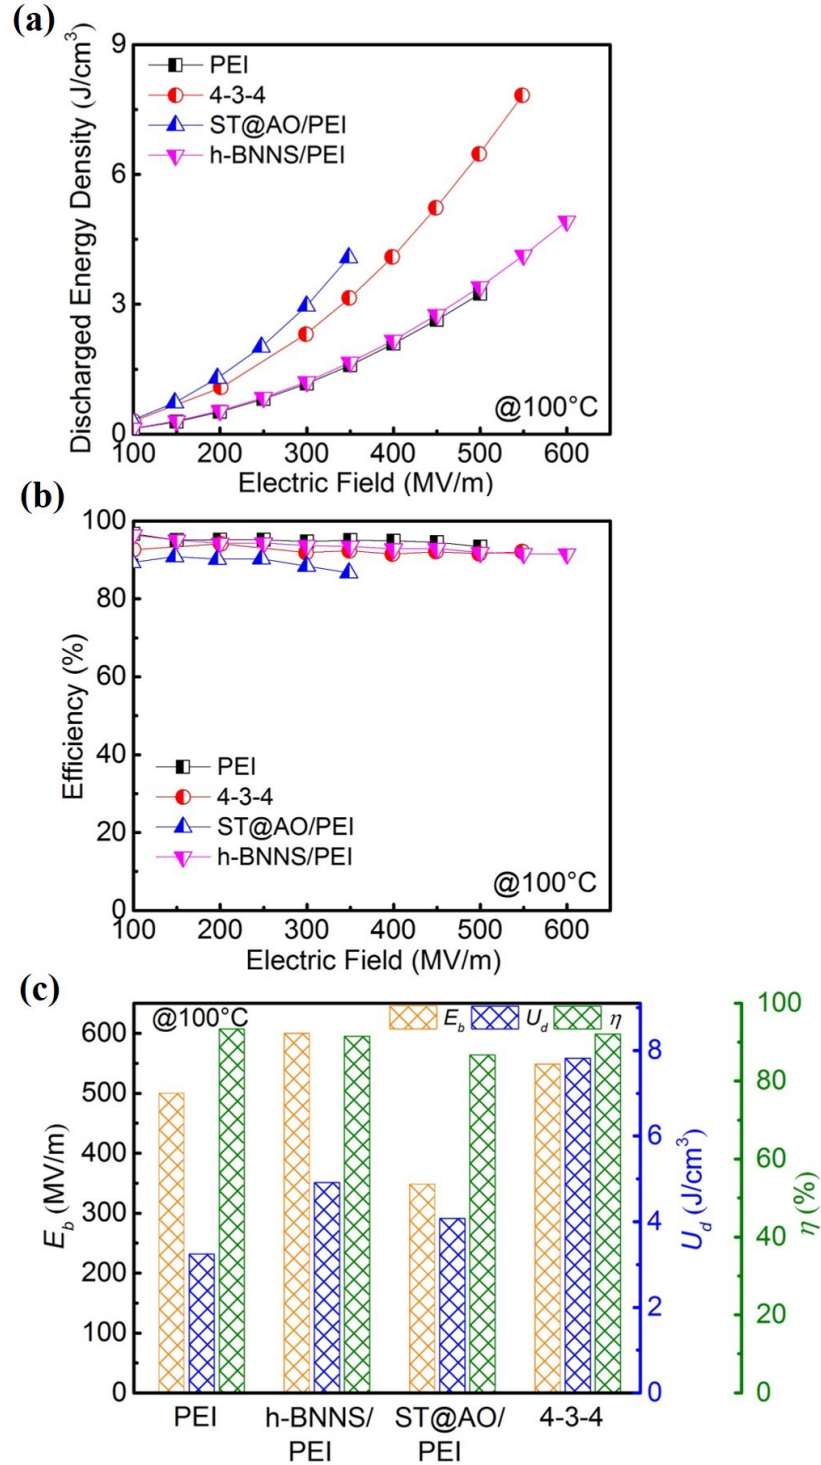 (a)
Discharged Energy Density (J/cm³)
9
6
3
0
PEI
4-3-4
ST@AO/PEI
h-BNNS/PEI
@100°C
100 200 300 400 500 600
Electric Field (MV/m)
(b)
Efficiency (%)
100
80
60
40
20
0
PEI
4-3-4
ST@AO/PEI
h-BNNS/PEI
@100°C
100 200 300 400 500 600
Electric Field (MV/m)
(c)
@100°C
E_b U_d η
E_b (MV/m)
600
500
400
300
200
100
0
8
6
4
2
0
U_d (J/cm³)
100
80
60
40
20
0
η (%)
PEI h-BNNS/ ST@AO/ 4-3-4
PEI PEI